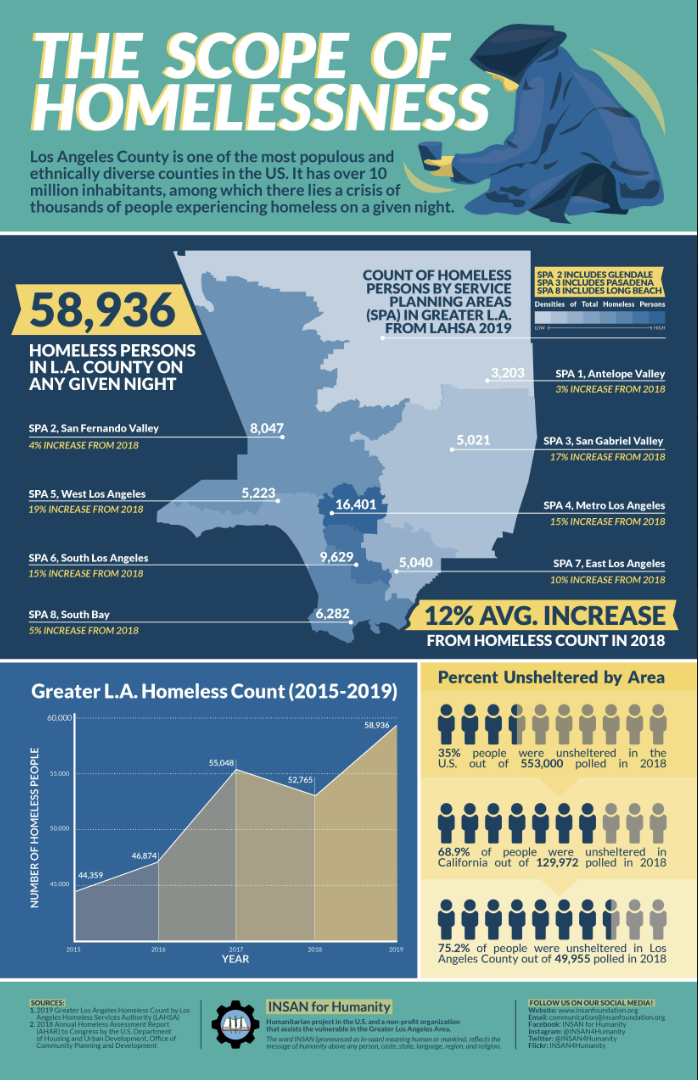 THE SCOPE OF
HOMELESSNESS
Los Angeles County is one of the most populous and
ethnically diverse counties in the US. It has over 10
million inhabitants, among which there lies a crisis of
thousands of people experiencing homeless on a given night.
58,936
HOMELESS PERSONS
IN L.A. COUNTY ON
ANY GIVEN NIGHT
COUNT OF HOMELESS
PERSONS BY SERVICE
PLANNING AREAS
(SPA) IN GREATER L.A.
FROM LAHSA 2019
SPA 2 INCLUDES GLENDALE
SPA 3 INCLUDES PASADENA
SPA 8 INCLUDES LONG BEACH
Densities of Total Homeless Persons
LOW
HIGH
3,203
SPA 1, Antelope Valley
3% INCREASE FROM 2018
SPA 2, San Fernando Valley
8,047
4% INCREASE FROM 2018
5,021
SPA 3, San Gabriel Valley
17% INCREASE FROM 2018
SPA 5, West Los Angeles
5,223
19% INCREASE FROM 2018
16,401
SPA 4, Metro Los Angeles
15% INCREASE FROM 2018
SPA 6, South Los Angeles
9,629
15% INCREASE FROM 2018
5,040
SPA 7, East Los Angeles
10% INCREASE FROM 2018
SPA 8, South Bay
6,282
5% INCREASE FROM 2018
12% AVG. INCREASE
FROM HOMELESS COUNT IN 2018
Greater L.A. Homeless Count (2015-2019)
NUMBER OF HOMELESS PEOPLE
60,000
55,000
50,000
45,000
44,359
46,874
55,048
52,765
58,936
2015
2016
2017
2018
2019
YEAR
Percent Unsheltered by Area
35% people were unsheltered in the
U.S. out of 553,000 polled in 2018
68.9% of people were unsheltered in
California out of 129,972 polled in 2018
75.2% of people were unsheltered in Los
Angeles County out of 49,955 polled in 2018
SOURCES:
1. 2019 Greater Los Angeles Homeless Count by Los
Angeles Homeless Services Authority (LAHSA)
2. 2018 Annual Homeless Assessment Report
(AHAR) to Congress by the U.S. Department
of Housing and Urban Development, Office of
Community Planning and Development
INSAN for Humanity
Humanitarian project in the U.S. and a non-profit organization
that assists the vulnerable in the Greater Los Angeles Area.
The word INSAN (pronounced as in-saan) meaning human or mankind, reflects the
message of humanity above any person, caste, state, language, region, and religion.
FOLLOW US ON OUR SOCIAL MEDIA!
Website: www.insanfoundation.org
Email: communication@insanfoundation.org
Facebook: INSAN for Humanity
Instagram: @INSAN4Humanity
Twitter: @INSAN4Humanity
Flickr: INSAN4Humanity